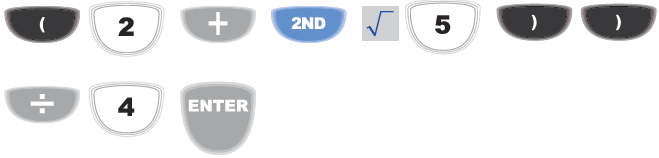 ( 2 + 2ND √ 5 ) )
÷ 4 ENTER